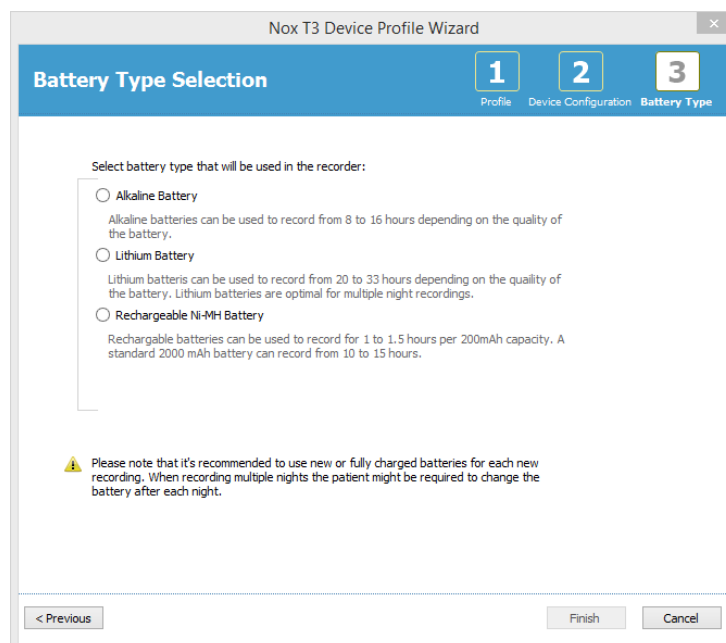 Nox T3 Device Profile Wizard
×
Battery Type Selection
1
Profile
2
Device Configuration
3
Battery Type
Select battery type that will be used in the recorder:
Alkaline Battery
Alkaline batteries can be used to record from 8 to 16 hours depending on the quality of
the battery.
Lithium Battery
Lithium batteris can be used to record from 20 to 33 hours depending on the quaility of
the battery. Lithium batteries are optimal for multiple night recordings.
Rechargeable Ni-MH Battery
Rechargable batteries can be used to record for 1 to 1.5 hours per 200mAh capacity. A
standard 2000 mAh battery can record from 10 to 15 hours.
Please note that it's recommended to use new or fully charged batteries for each new
recording. When recording multiple nights the patient might be required to change the
battery after each night.
< Previous
Finish
Cancel